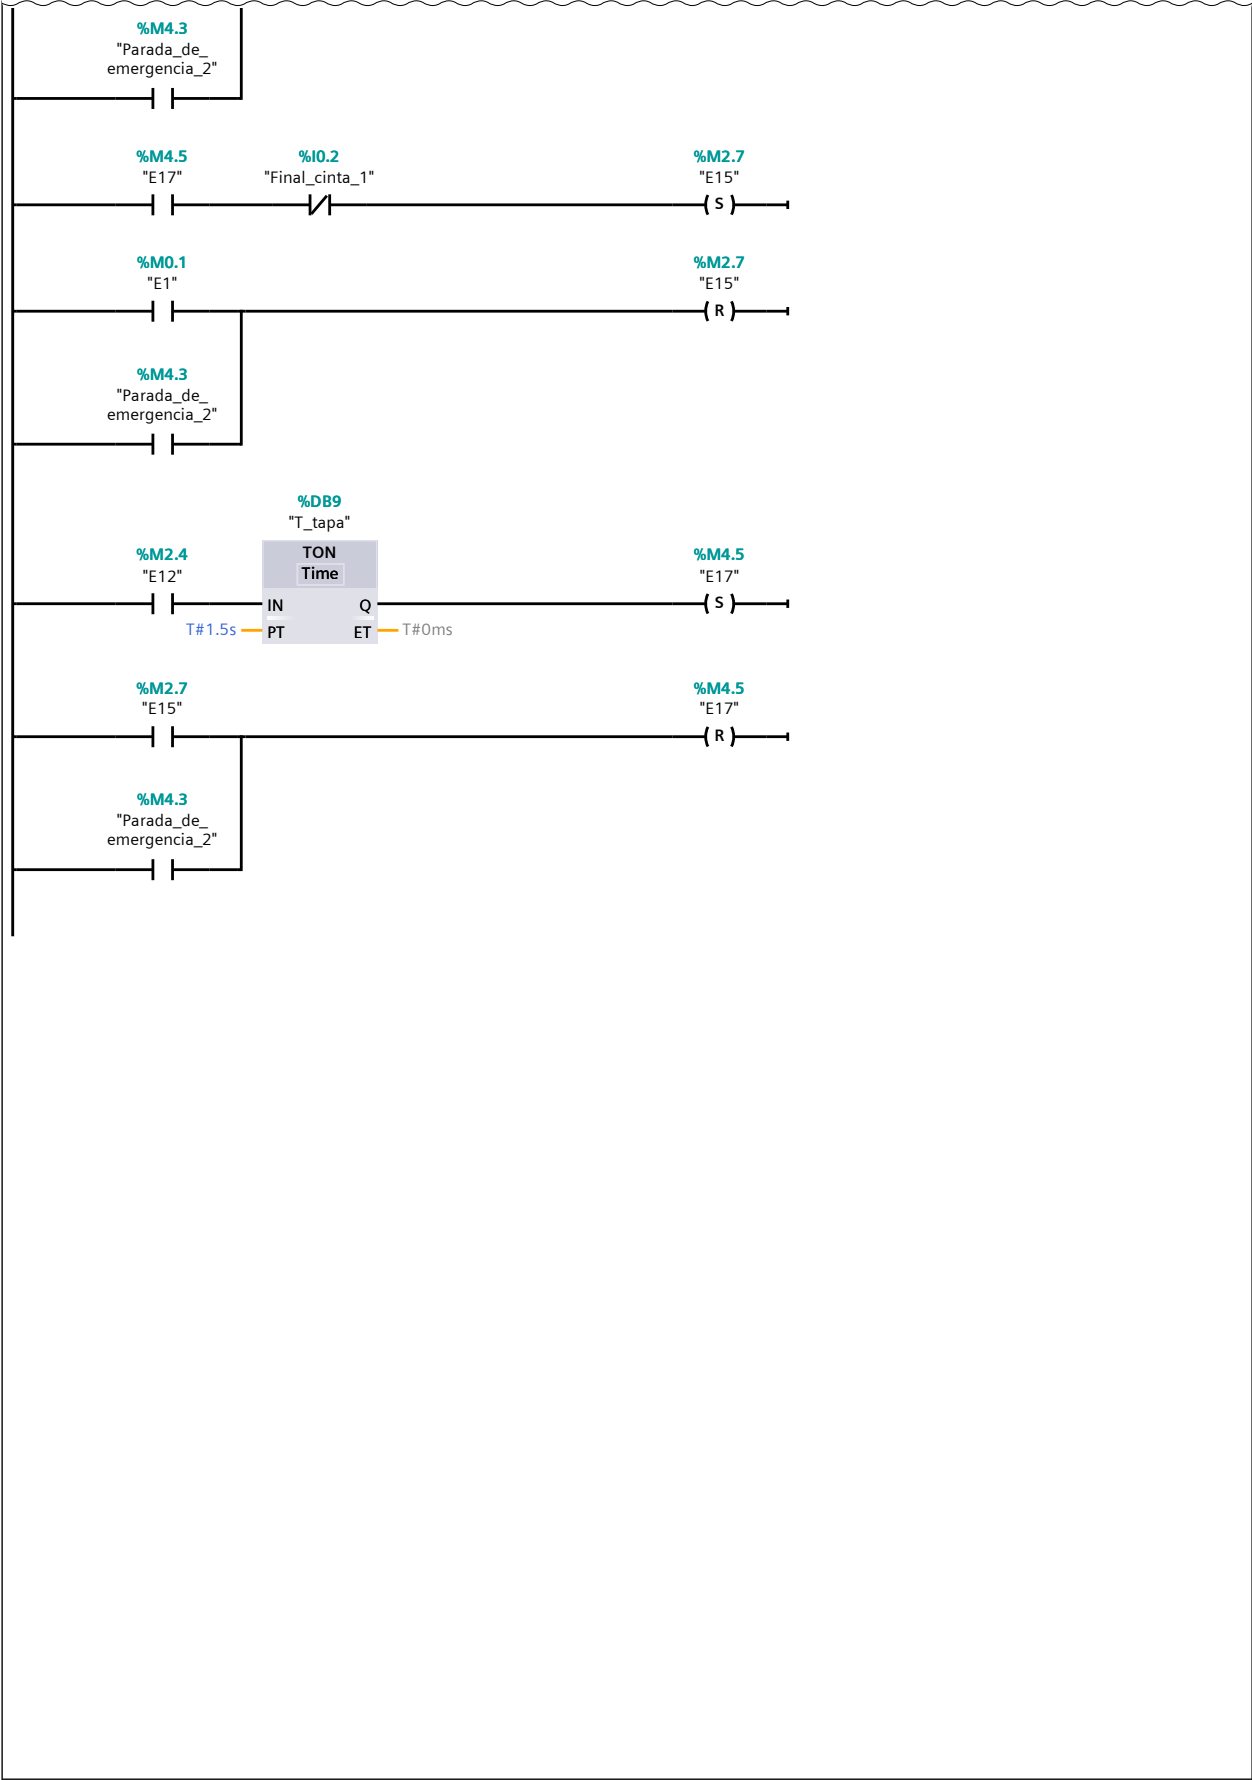 %M4.3
"Parada_de_
emergencia_2"
%M4.5 %I0.2 %M2.7
"E17" "Final_cinta_1" "E15"
S
%M0.1 %M2.7
"E1" "E15"
R
%M4.3
"Parada_de_
emergencia_2"
%DB9
"T_tapa"
TON
Time
%M2.4 %M4.5
"E12" "E17"
IN Q S
T#1.5s PT ET T#0ms
%M2.7 %M4.5
"E15" "E17"
R
%M4.3
"Parada_de_
emergencia_2"